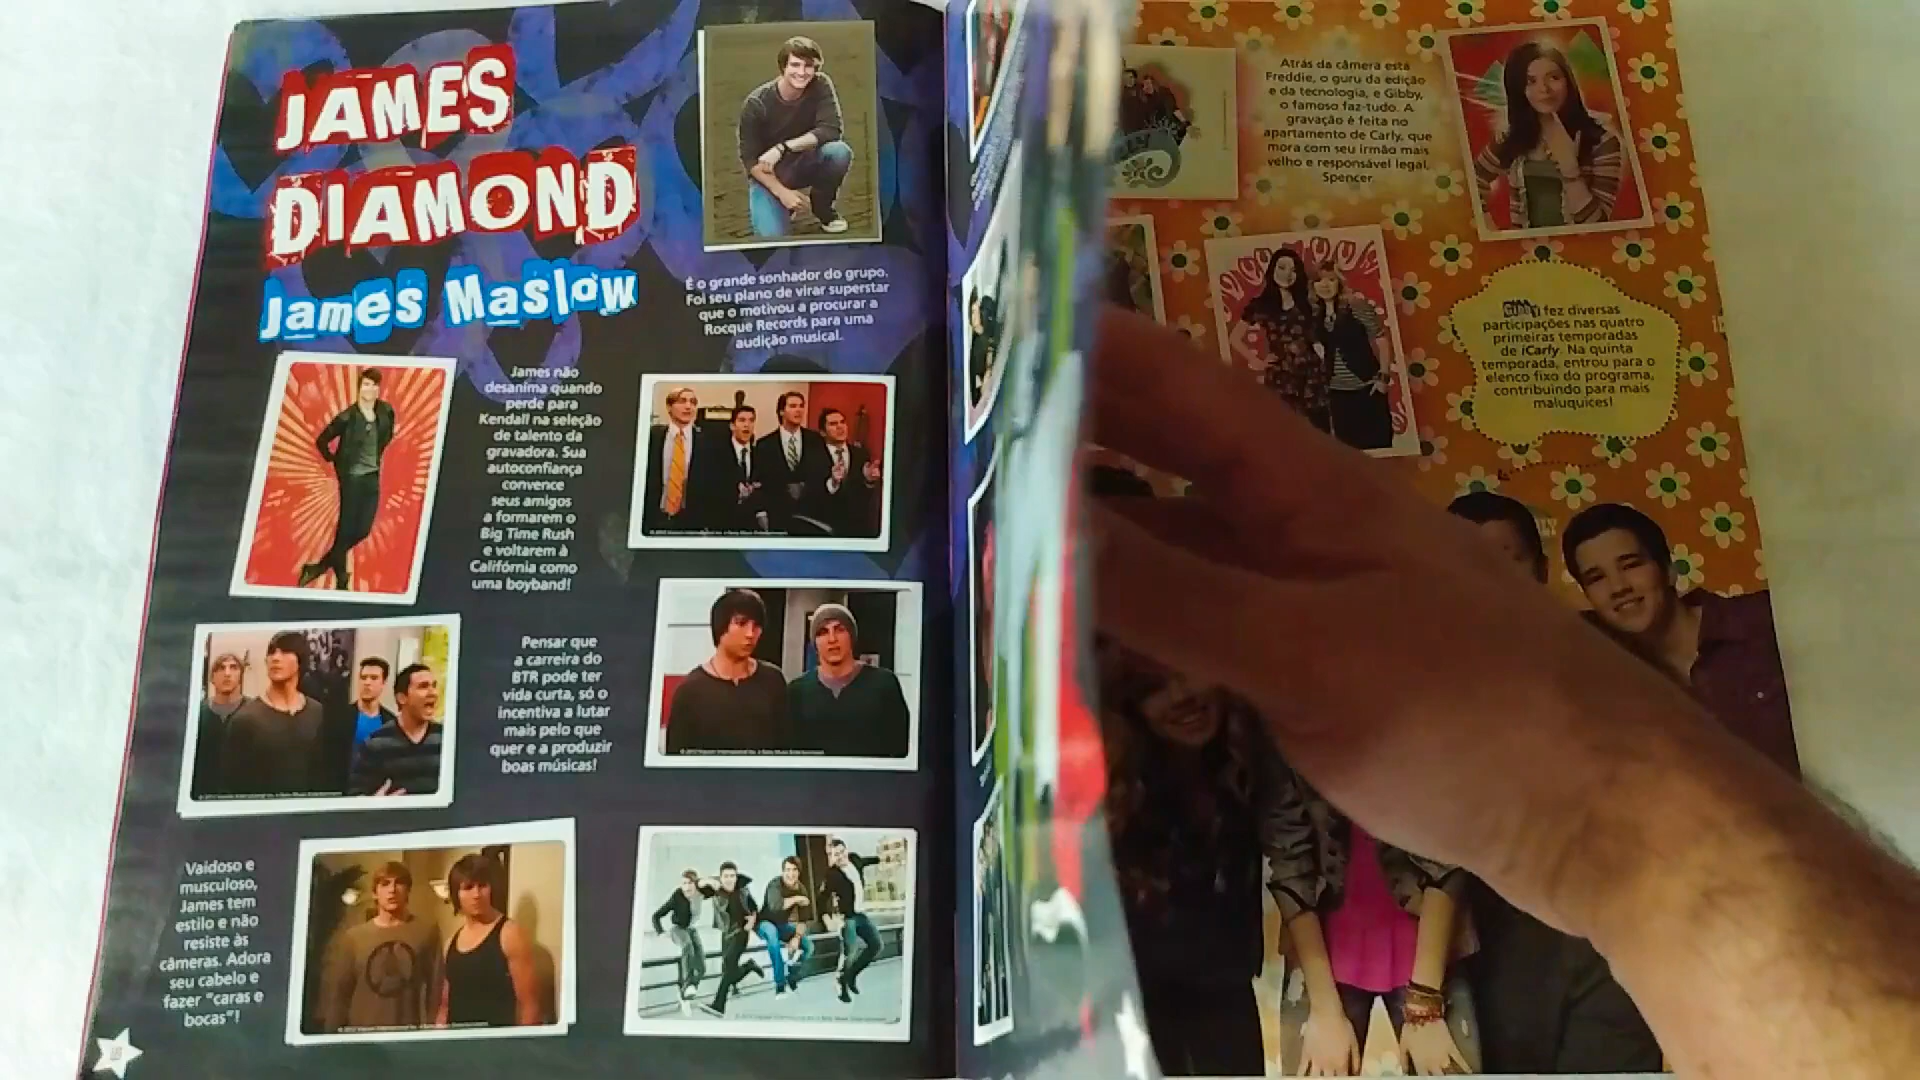 JAMES
DIAMOND
James Maslow
É o grande sonhador do grupo.
Foi seu plano de virar superstar
que o motivou a procurar a
Rocque Records para uma
audição musical.
James não
desanima quando
perde para
Kendall na seleção
de talento da
gravadora. Sua
autoconfiança
convence
seus amigos
a formarem o
Big Time Rush
e voltarem à
Califórnia como
uma boyband!
Pensar que
a carreira do
BTR pode ter
vida curta, só o
incentiva a lutar
mais pelo que
quer e a produzir
boas músicas!
Vaidoso e
musculoso,
James tem
estilo e não
resiste às
câmeras. Adora
seu cabelo e
fazer "caras e
bocas"!
Atrás da câmera está
Freddie, o guru da edição
e da tecnologia, e Gibby,
o famoso faz-tudo. A
gravação é feita no
apartamento de Carly, que
mora com seu irmão mais
velho e responsável legal,
Spencer.
Gibby fez diversas
participações nas quatro
primeiras temporadas
de iCarly. Na quinta
temporada, entrou para o
elenco fixo do programa,
contribuindo para mais
maluquices!